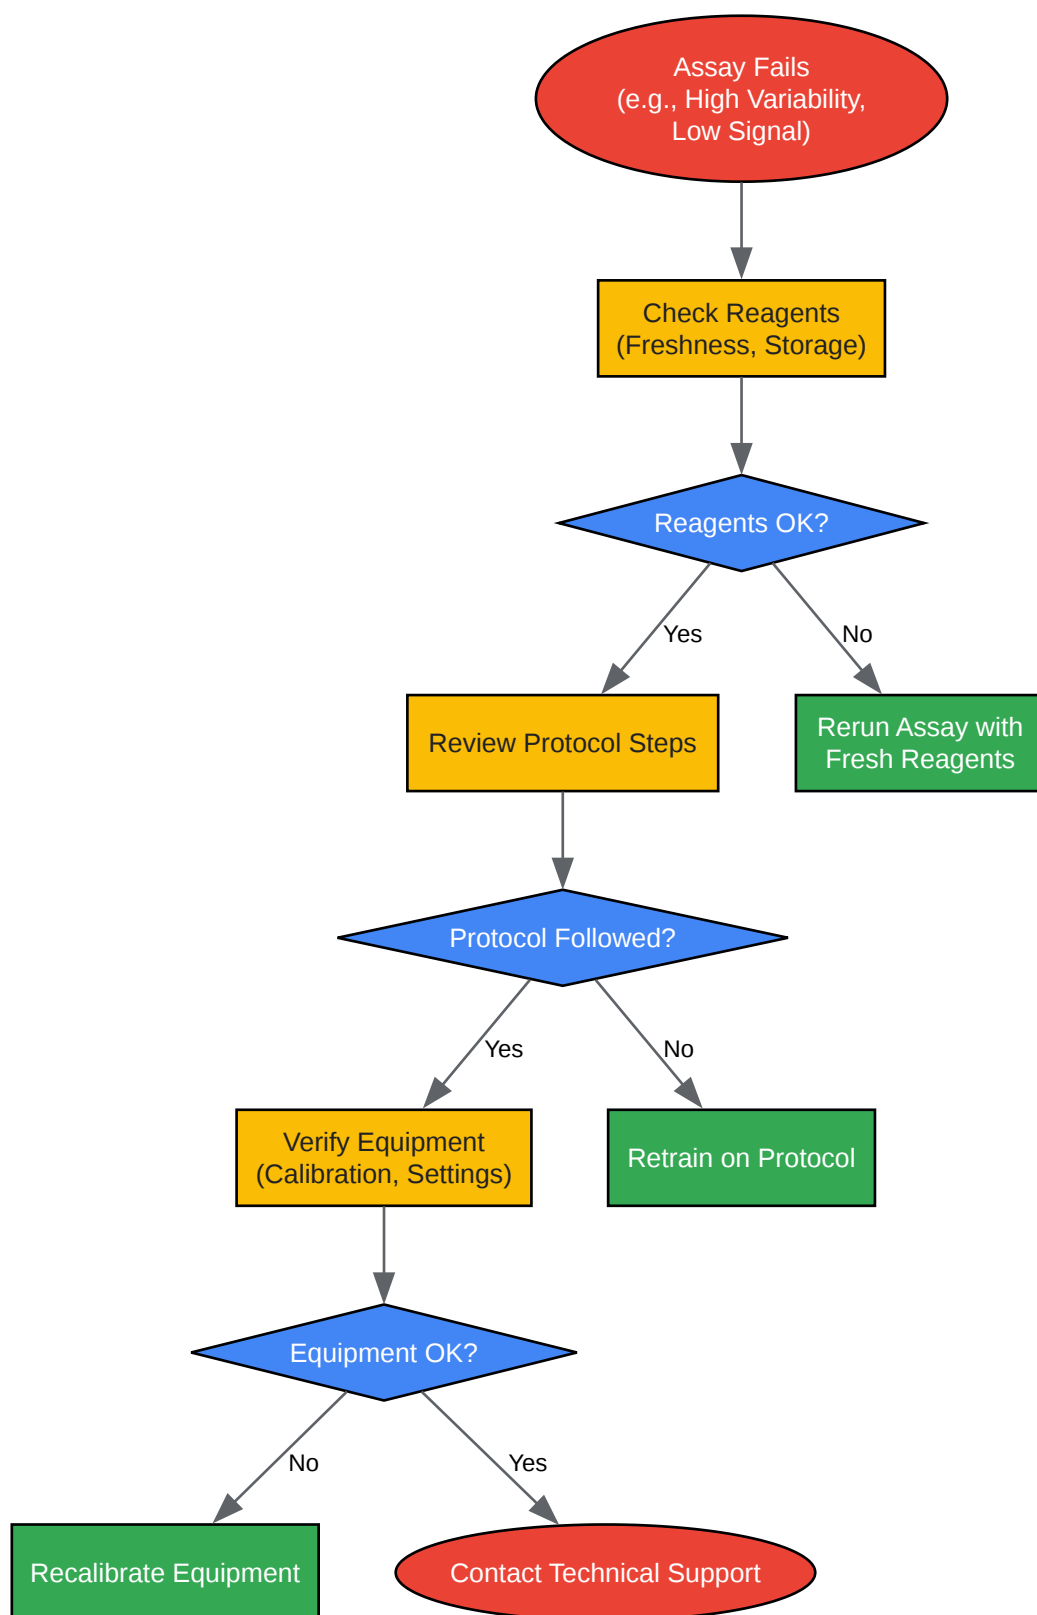 Assay Fails
(e.g., High Variability,
Low Signal)
Check Reagents
(Freshness, Storage)
Reagents OK?
Yes
No
Review Protocol Steps
Rerun Assay with
Fresh Reagents
Protocol Followed?
Yes
No
Verify Equipment
(Calibration, Settings)
Retrain on Protocol
Equipment OK?
No
Yes
Recalibrate Equipment
Contact Technical Support